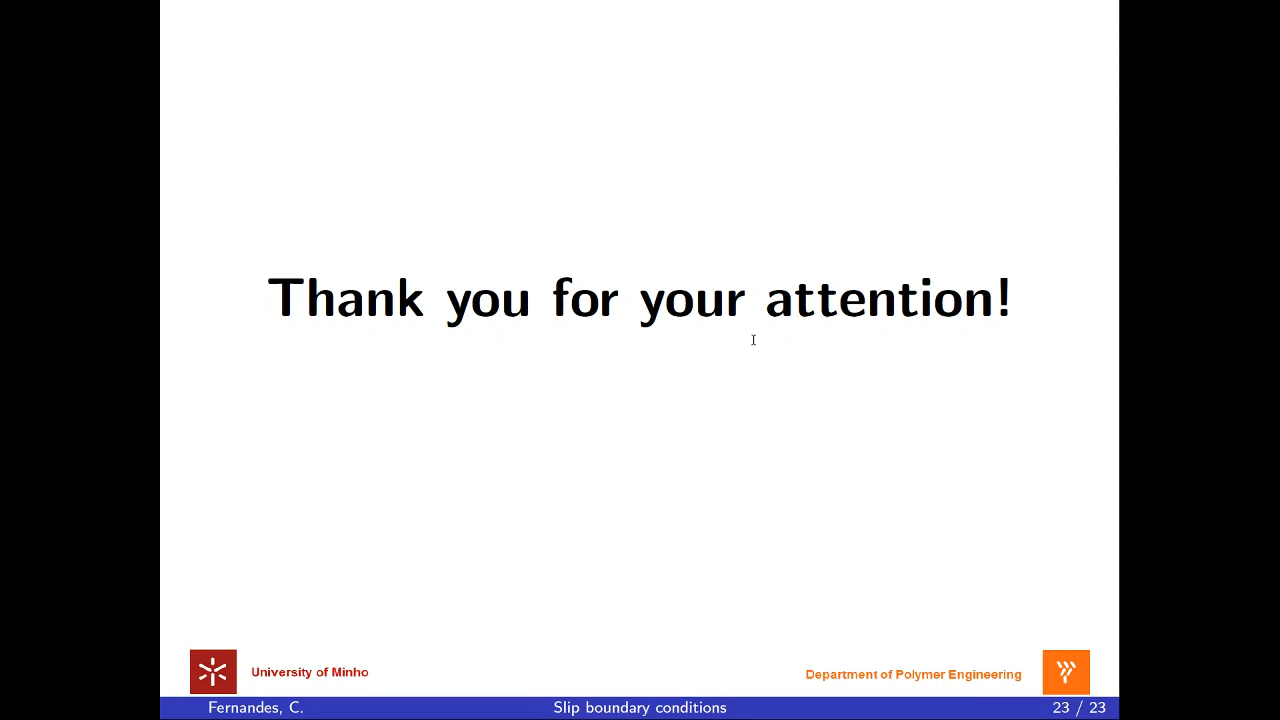 Thank you for your attention!
University of Minho
Department of Polymer Engineering
Fernandes, C.
Slip boundary conditions
23 / 23